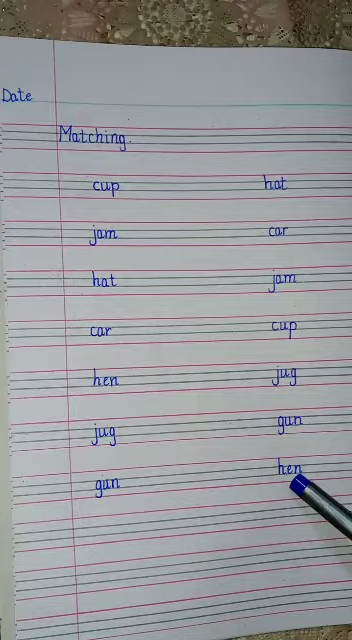 Date
Matching.
cup hat
jam car
hat jam
car cup
hen jug
jug gun
gun hen